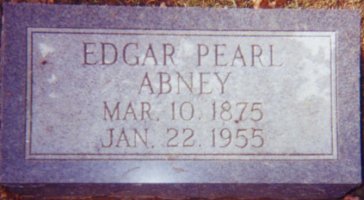 EDGAR PEARL
ABNEY
MAR. 10. 1875
JAN. 22. 1955